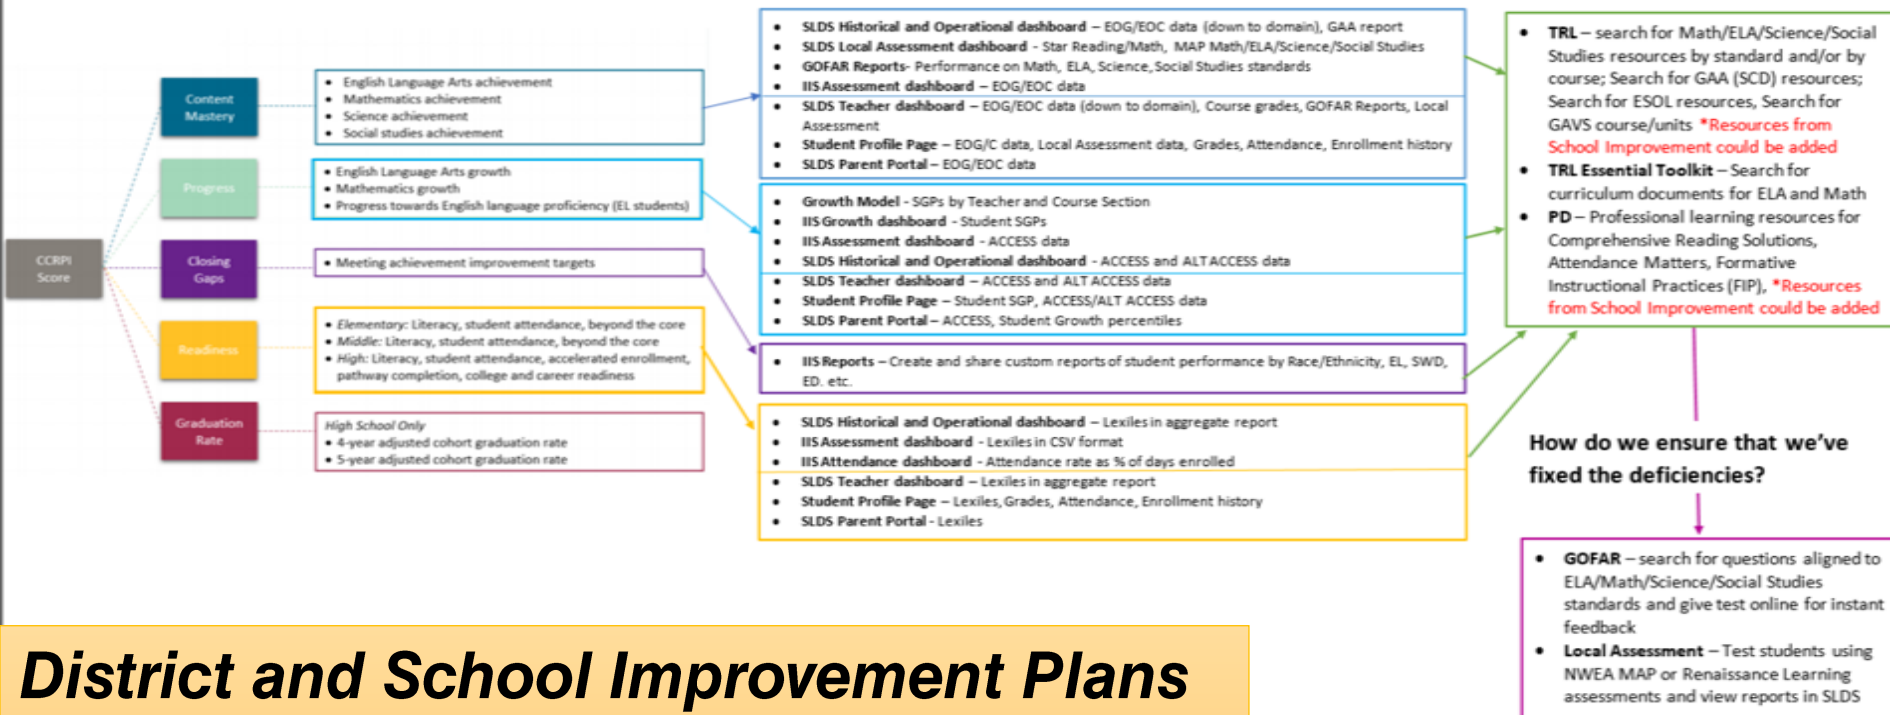 CCRPI
Score
Content
Mastery
• English Language Arts achievement
• Mathematics achievement
• Science achievement
• Social studies achievement
Progress
• English Language Arts growth
• Mathematics growth
• Progress towards English language proficiency (EL students)
Closing
Gaps
• Meeting achievement improvement targets
Readiness
• Elementary: Literacy, student attendance, beyond the core
• Middle: Literacy, student attendance, beyond the core
• High: Literacy, student attendance, accelerated enrollment,
pathway completion, college and career readiness
Graduation
Rate
High School Only
• 4-year adjusted cohort graduation rate
• 5-year adjusted cohort graduation rate
• SLDS Historical and Operational dashboard – EOG/EOC data (down to domain), GAA report
• SLDS Local Assessment dashboard - Star Reading/Math, MAP Math/ELA/Science/Social Studies
• GOFAR Reports- Performance on Math, ELA, Science, Social Studies standards
• IIS Assessment dashboard – EOG/EOC data
• SLDS Teacher dashboard – EOG/EOC data (down to domain), Course grades, GOFAR Reports, Local
Assessment
• Student Profile Page – EOG/C data, Local Assessment data, Grades, Attendance, Enrollment history
• SLDS Parent Portal – EOG/EOC data
• Growth Model - SGPs by Teacher and Course Section
• IIS Growth dashboard - Student SGPs
• IIS Assessment dashboard - ACCESS data
• SLDS Historical and Operational dashboard - ACCESS and ALT ACCESS data
• SLDS Teacher dashboard – ACCESS and ALT ACCESS data
• Student Profile Page – Student SGP, ACCESS/ALT ACCESS data
• SLDS Parent Portal – ACCESS, Student Growth percentiles
• IIS Reports – Create and share custom reports of student performance by Race/Ethnicity, EL, SWD,
ED. etc.
• SLDS Historical and Operational dashboard – Lexiles in aggregate report
• IIS Assessment dashboard - Lexiles in CSV format
• IIS Attendance dashboard - Attendance rate as % of days enrolled
• SLDS Teacher dashboard – Lexiles in aggregate report
• Student Profile Page – Lexiles, Grades, Attendance, Enrollment history
• SLDS Parent Portal - Lexiles
• TRL – search for Math/ELA/Science/Social
Studies resources by standard and/or by
course; Search for GAA (SCD) resources;
Search for ESOL resources, Search for
GAVS course/units *Resources from
School Improvement could be added
• TRL Essential Toolkit – Search for
curriculum documents for ELA and Math
• PD – Professional learning resources for
Comprehensive Reading Solutions,
Attendance Matters, Formative
Instructional Practices (FIP), *Resources
from School Improvement could be added
How do we ensure that we've
fixed the deficiencies?
• GOFAR – search for questions aligned to
ELA/Math/Science/Social Studies
standards and give test online for instant
feedback
• Local Assessment – Test students using
NWEA MAP or Renaissance Learning
assessments and view reports in SLDS
District and School Improvement Plans